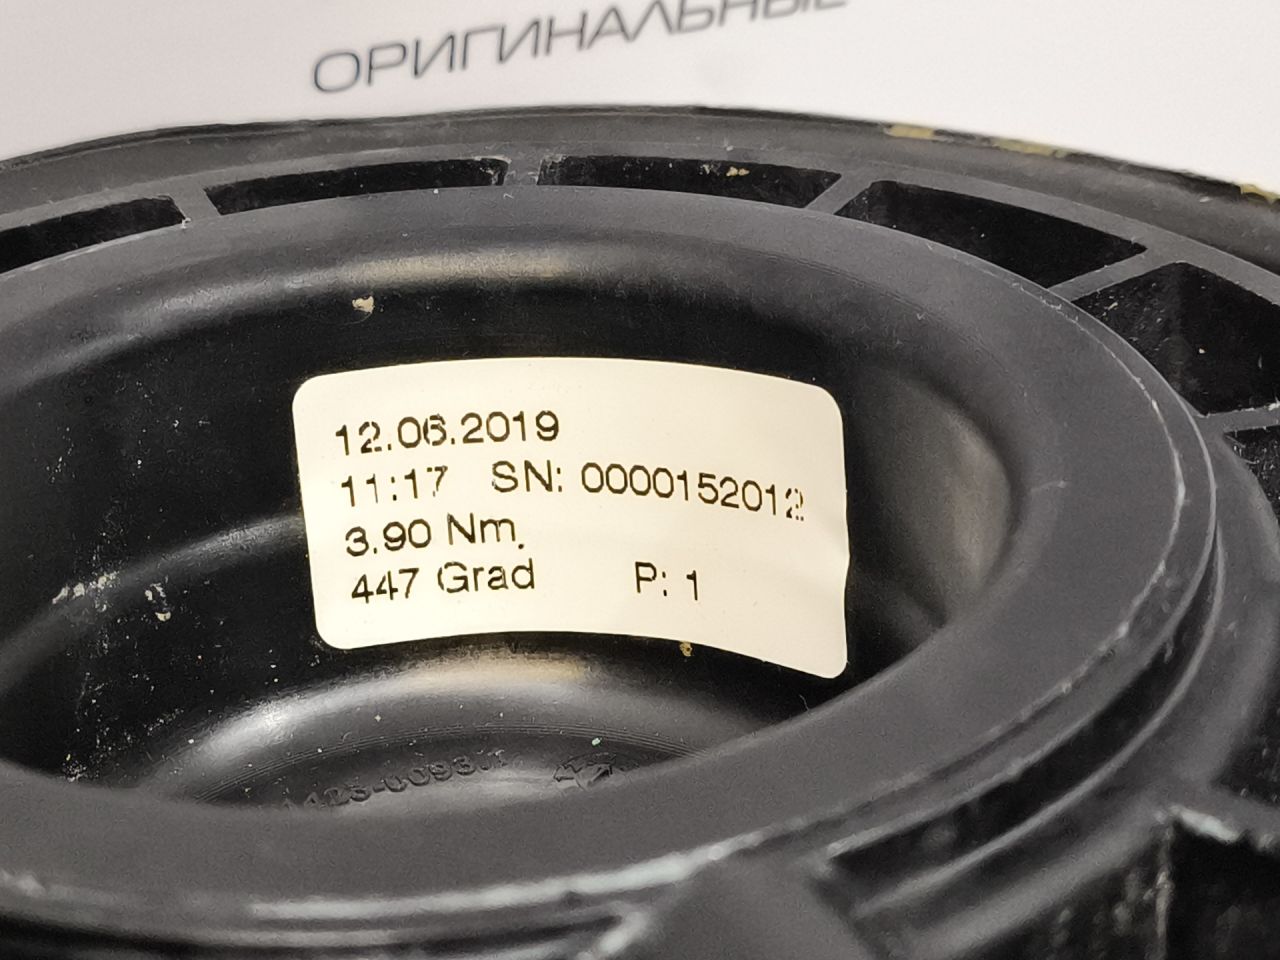 ОРИГИНАЛЬНЫЕ
12.06.2019
11:17 SN: 0000152012
3.90 Nm.
447 Grad P: 1